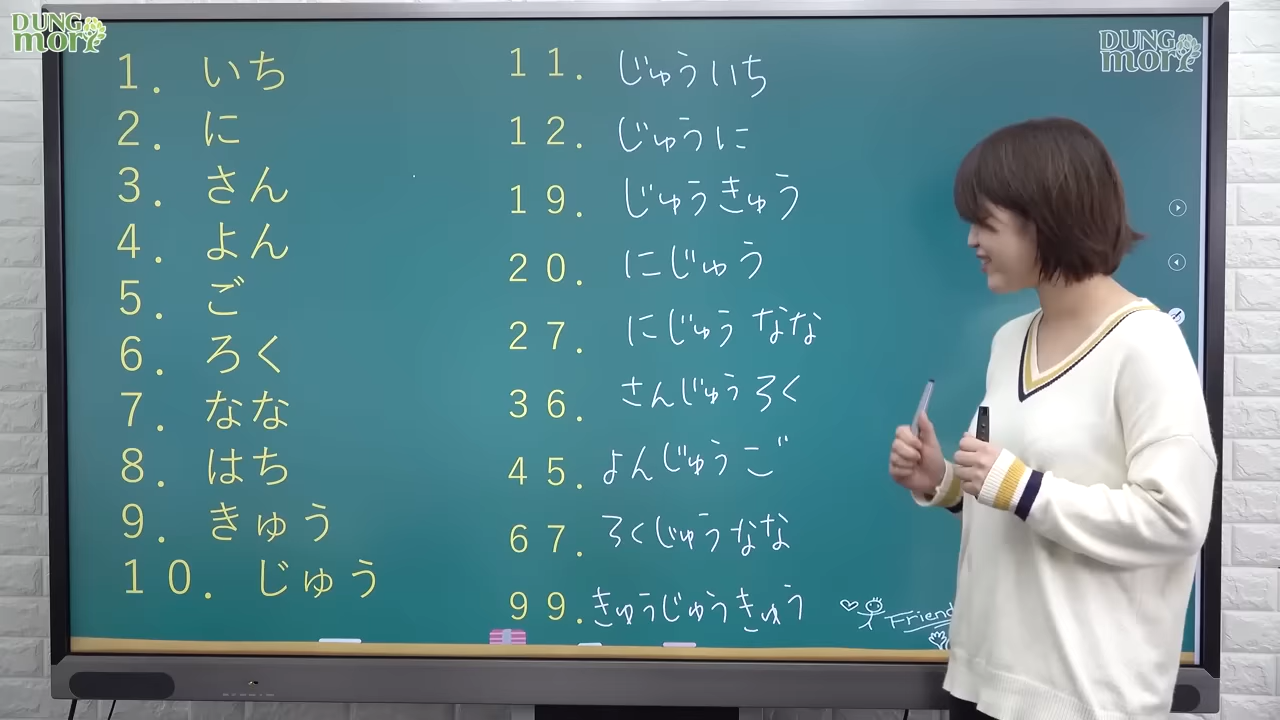 DUNG
mori
DUNG
mori
1. いち
2. に
3. さん
4. よん
5. ご
6. ろく
7. なな
8. はち
9. きゅう
10. じゅう
11. じゅういち
12. じゅうに
19. じゅうきゅう
20. にじゅう
27. にじゅうなな
36. さんじゅうろく
45. よんじゅうご
67. ろくじゅうなな
99. きゅうじゅうきゅう
Friend